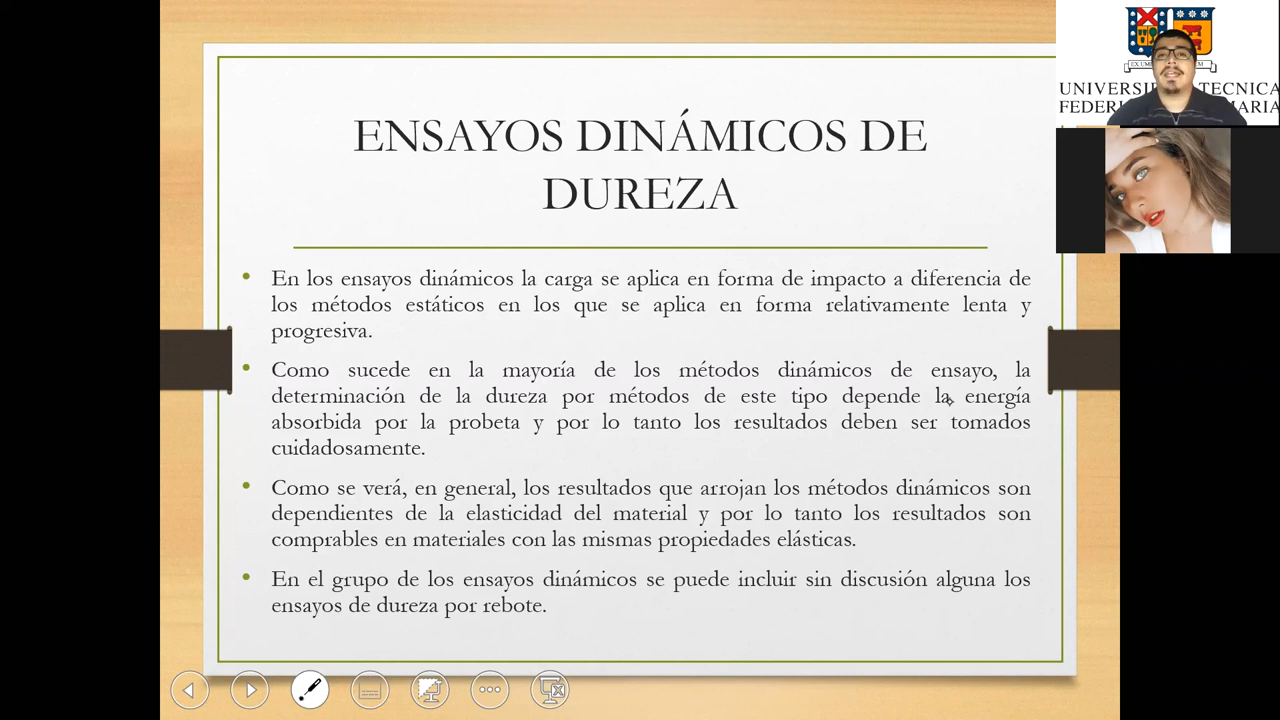 ENSAYOS DINÁMICOS DE
DUREZA
En los ensayos dinámicos la carga se aplica en forma de impacto a diferencia de
los métodos estáticos en los que se aplica en forma relativamente lenta y
progresiva.
Como sucede en la mayoría de los métodos dinámicos de ensayo, la
determinación de la dureza por métodos de este tipo depende la energía
absorbida por la probeta y por lo tanto los resultados deben ser tomados
cuidadosamente.
Como se verá, en general, los resultados que arrojan los métodos dinámicos son
dependientes de la elasticidad del material y por lo tanto los resultados son
comprables en materiales con las mismas propiedades elásticas.
En el grupo de los ensayos dinámicos se puede incluir sin discusión alguna los
ensayos de dureza por rebote.
TECNICA